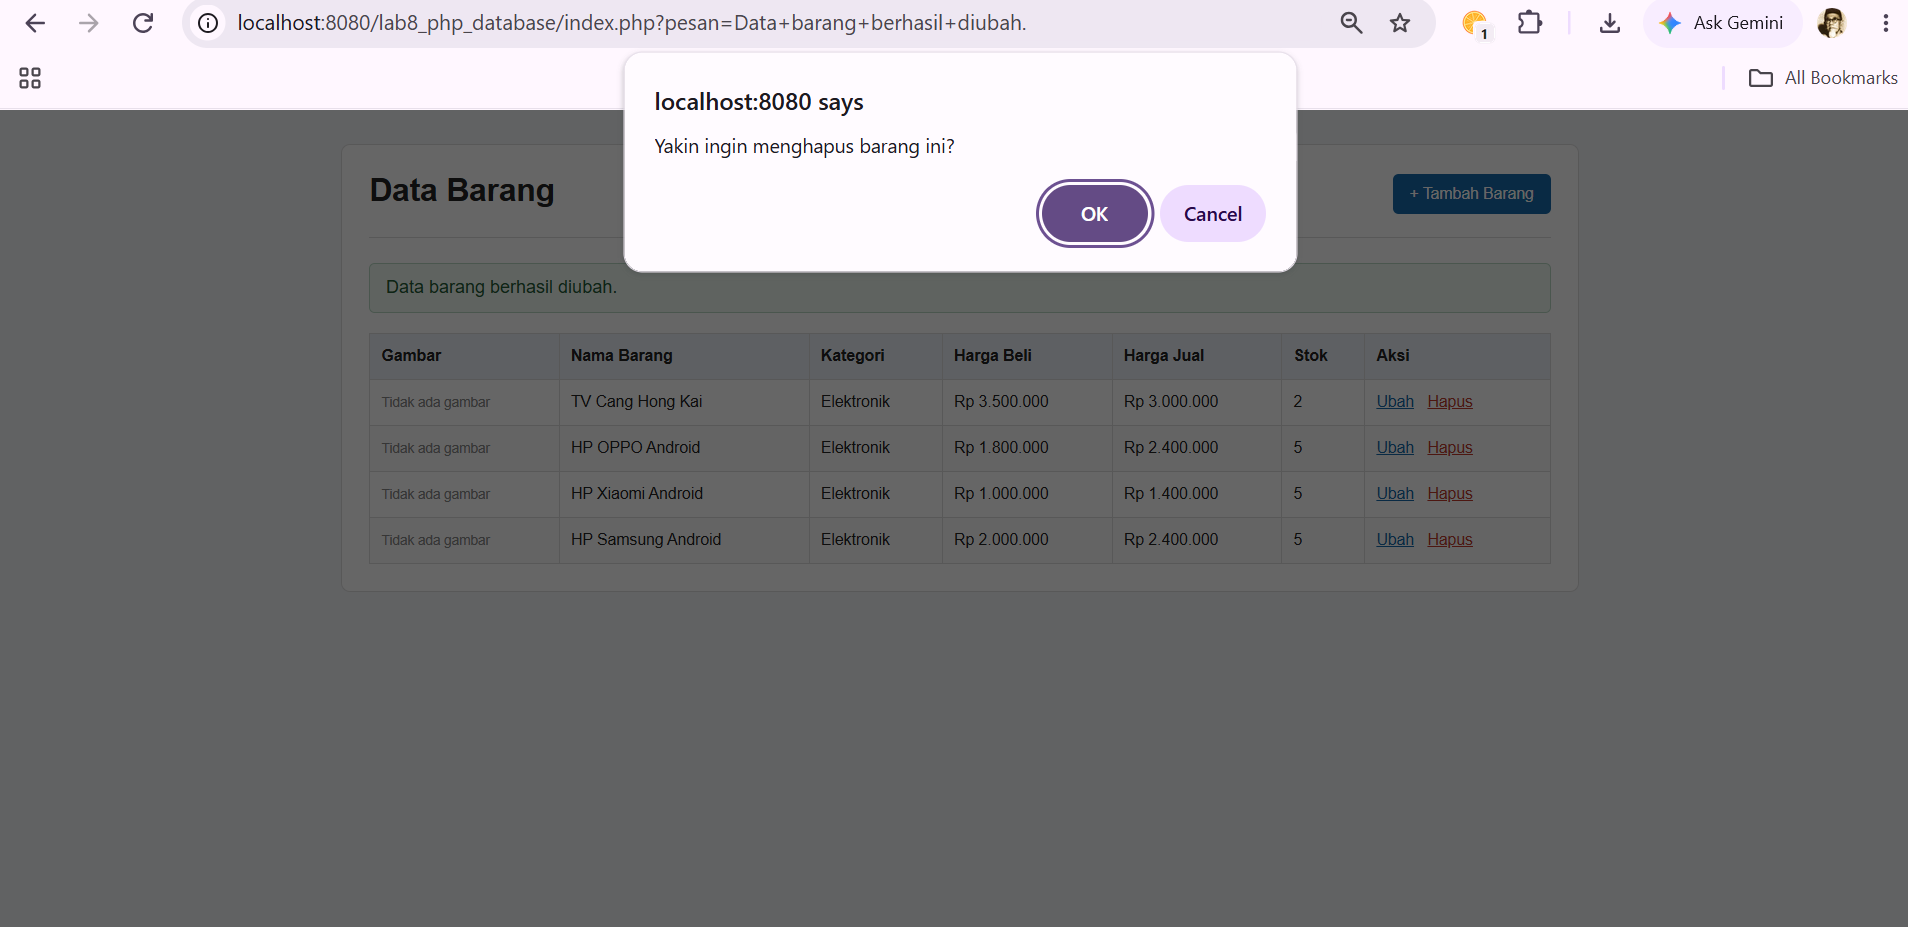 localhost:8080/lab8_php_database/index.php?pesan=Data+barang+berhasil+diubah.
1
Ask Gemini
All Bookmarks
localhost:8080 says
Yakin ingin menghapus barang ini?
OK Cancel
Data Barang + Tambah Barang
Data barang berhasil diubah.
Gambar Nama Barang Kategori Harga Beli Harga Jual Stok Aksi
Tidak ada gambar TV Cang Hong Kai Elektronik Rp 3.500.000 Rp 3.000.000 2 Ubah Hapus
Tidak ada gambar HP OPPO Android Elektronik Rp 1.800.000 Rp 2.400.000 5 Ubah Hapus
Tidak ada gambar HP Xiaomi Android Elektronik Rp 1.000.000 Rp 1.400.000 5 Ubah Hapus
Tidak ada gambar HP Samsung Android Elektronik Rp 2.000.000 Rp 2.400.000 5 Ubah Hapus